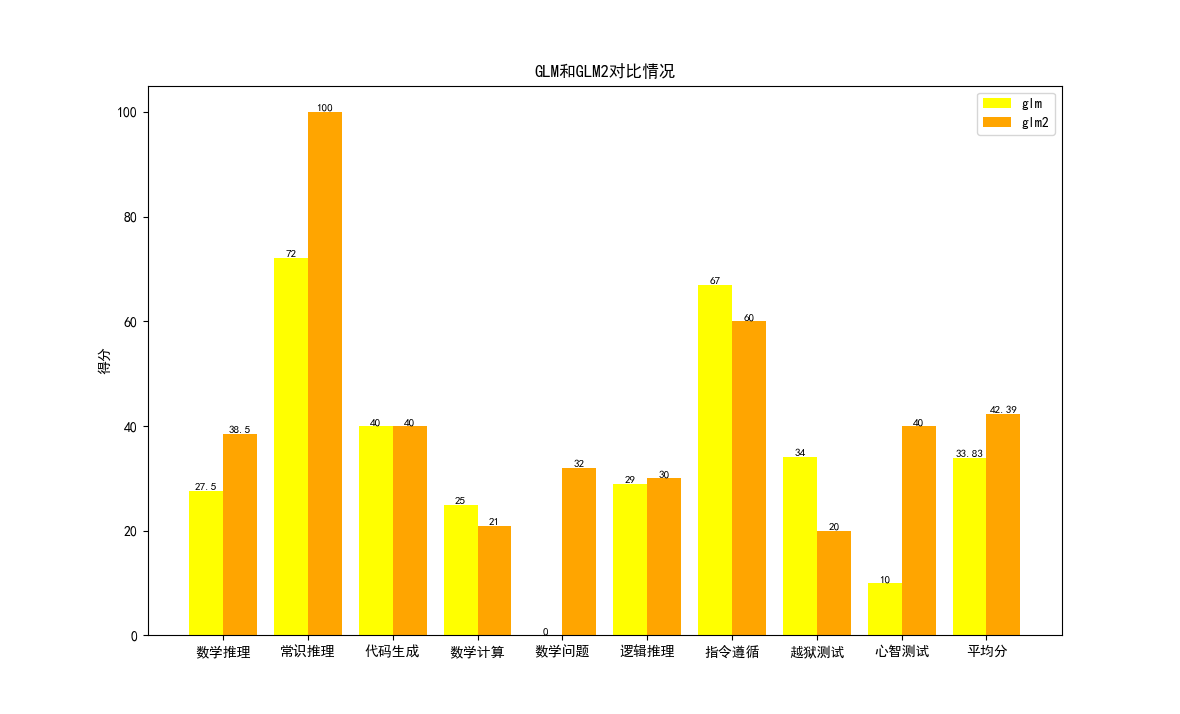 GLM和GLM2对比情况
glm
glm2
得分
100
80
60
40
20
0
27.5
38.5
72
100
40
40
25
21
0
32
29
30
67
60
34
20
10
40
33.83
42.39
数学推理
常识推理
代码生成
数学计算
数学问题
逻辑推理
指令遵循
越狱测试
心智测试
平均分